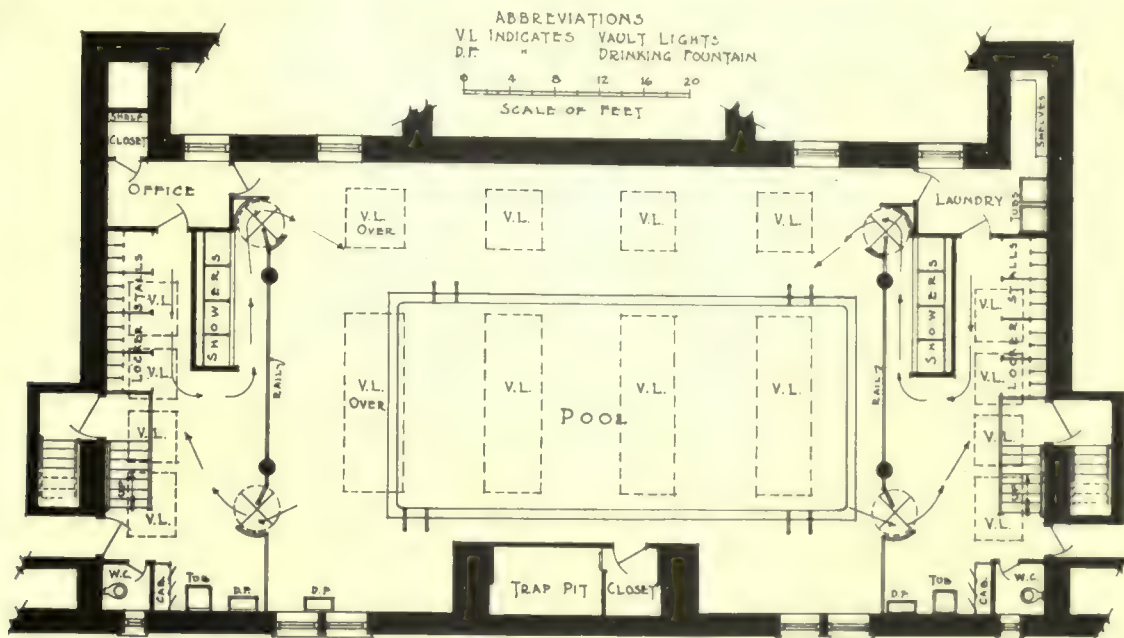 ABBREVIATIONS
V.L INDICATES VAULT LIGHTS
D.F. " DRINKING FOUNTAIN
0 4 8 12 16 20
SCALE OF FEET
SHELF
CLOSET
OFFICE
V.L. OVER
V.L.
V.L.
V.L.
LAUNDRY
TUBS
SHELVES
LOCKER STALLS
V.L.
V.L.
V.L.
V.L.
SHOWERS
RAIL
V.L. OVER
V.L.
V.L.
V.L.
POOL
RAIL
SHOWERS
LOCKER STALLS
V.L.
V.L.
V.L.
V.L.
UP
UP
W.C.
CAB.
TUB
D.F.
D.F
TRAP PIT
CLOSET
D.F
TUB
CAB.
W.C.